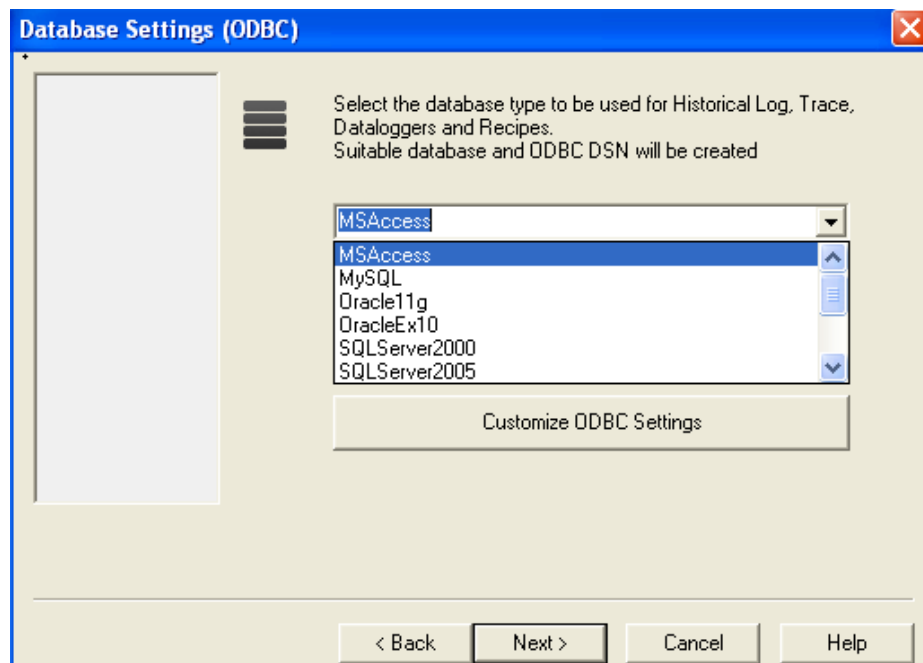 Database Settings (ODBC)
Select the database type to be used for Historical Log, Trace,
Dataloggers and Recipes.
Suitable database and ODBC DSN will be created
MSAccess
MSAccess
MySQL
Oracle11g
OracleEx10
SQLServer2000
SQLServer2005
Customize ODBC Settings
< Back Next > Cancel Help